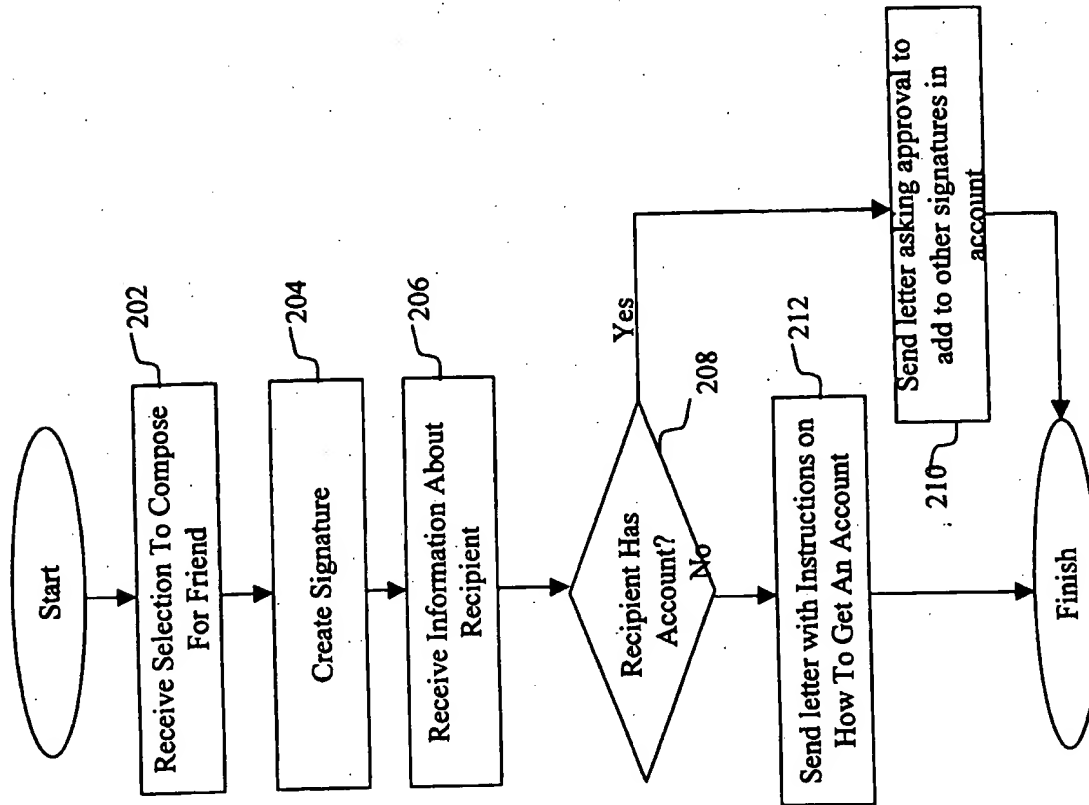 Start
202
Receive Selection To Compose
For Friend
204
Create Signature
206
Receive Information About
Recipient
208
Recipient Has
Account?
Yes
No
212
Send letter with Instructions on
How To Get An Account
210
Send letter asking approval to
add to other signatures in
account
Finish